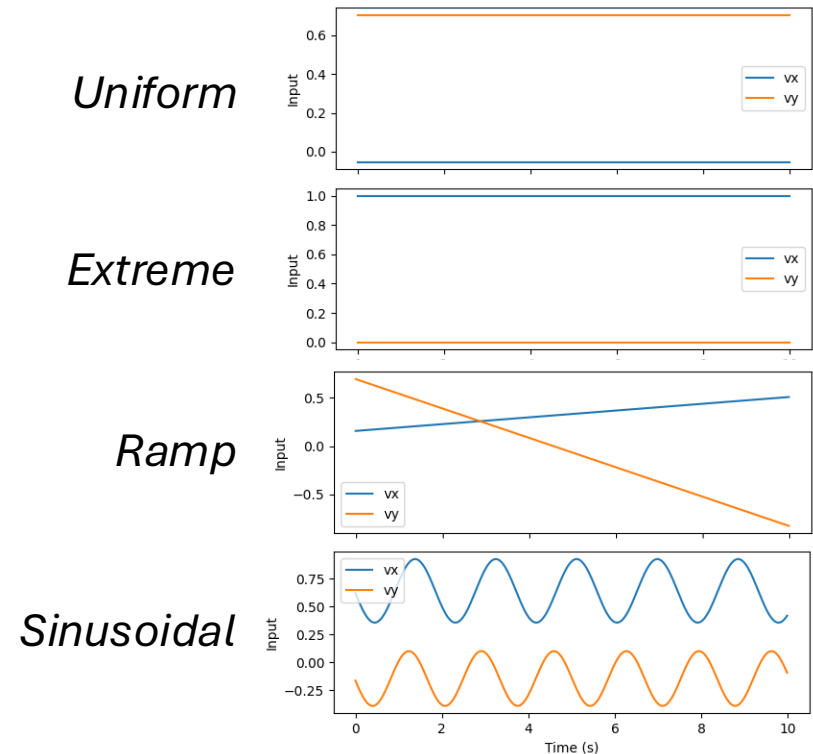 Uniform
Input
0.6
0.4
0.2
0.0
vx
vy
Extreme
Input
1.0
0.8
0.6
0.4
0.2
0.0
vx
vy
Ramp
Input
0.5
0.0
−0.5
vx
vy
Sinusoidal
Input
0.75
0.50
0.25
0.00
−0.25
vx
vy
0 2 4 6 8 10
Time (s)